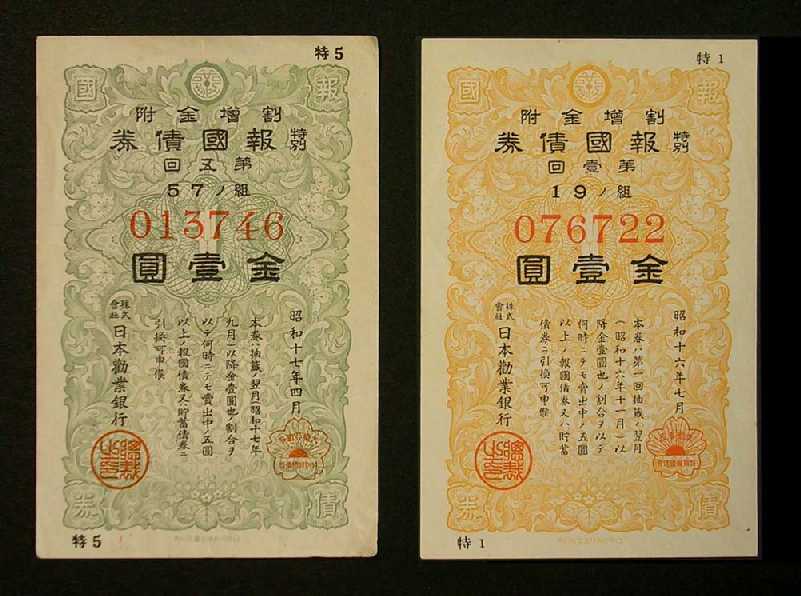 特5
報國
割増金附
特別報國債券
第五回
57ノ組
013746
金壹圓
昭和十七年四月
本券ハ抽籤ノ翌月(昭和十七年
九月)以降金壹圓也ノ割合ヲ
以テ何時ニテモ賣出中ノ五圓
以上ノ報國債券又ハ貯蓄債券ニ
引換可申候
株式會社日本勸業銀行
債券
特5
特1
報國
割増金附
特別報國債券
第壹回
19ノ組
076722
金壹圓
昭和十六年七月
本券ハ第一回抽籤ノ翌月
(昭和十六年十一月)以
降金壹圓也ノ割合ヲ以テ
何時ニテモ賣出中ノ五圓
以上ノ報國債券又ハ貯蓄
債券ニ引換可申候
株式會社日本勸業銀行
債券
特1